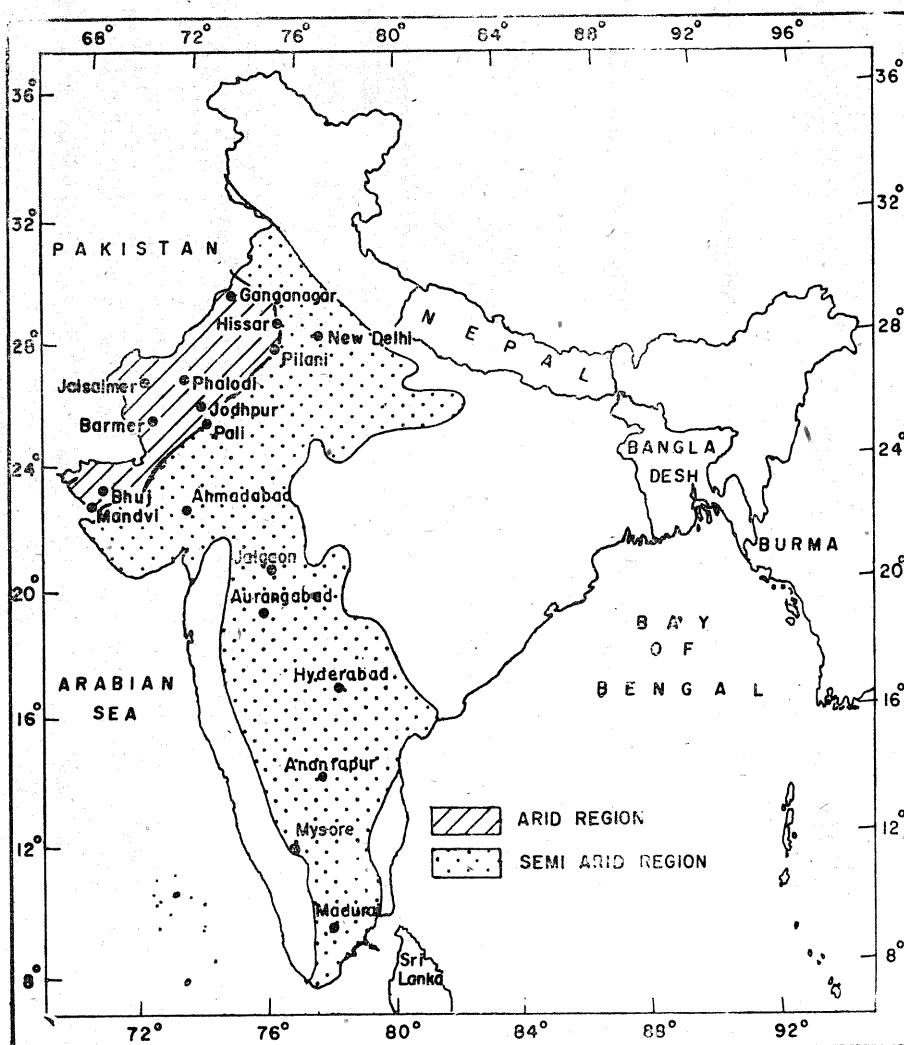 68° 72° 76° 80° 84° 88° 92° 96°
36° 36°
32° 32°
PAKISTAN
Ganganagar
Hissar
New Delhi
NEPAL
28° 28°
Pilani
Jaisalmer
Phalodi
Jodhpur
Barmer
Pali
24° 24°
BANGLA
DESH
Bhuj
Mandvi
Ahmadabad
BURMA
Jalgaon
20° 20°
Aurangabad
BAY
OF
BENGAL
Hyderabad
ARABIAN
SEA
16° 16°
Anantapur
ARID REGION
Mysore
12° 12°
SEMI ARID REGION
Madurai
Sri
Lanka
8° 8°
72° 76° 80° 84° 88° 92°